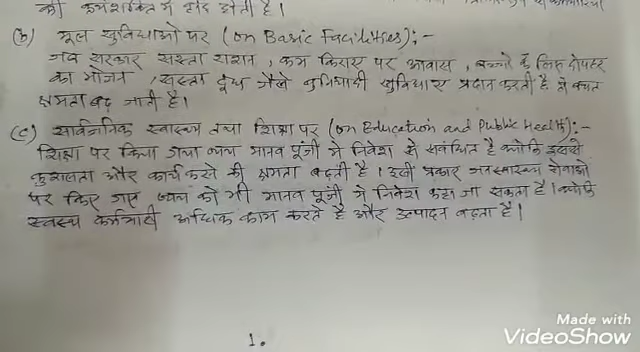 की कार्यशक्ति में वृद्धि होती है।
(b) मूल सुविधाओं पर (on Basic Facilities);-
जब सरकार सस्ता राशन, कम किराए पर आवास, बच्चों के लिए दोपहर
का भोजन, सस्ता दूध जैसे बुनियादी सुविधाएं प्रदान करती है तो बचत
क्षमता बढ़ जाती है।
(c) सार्वजनिक स्वास्थ्य तथा शिक्षा पर (on Education and Public Health);-
शिक्षा पर किया गया व्यय मानव पूंजी में निवेश से संबंधित है क्योंकि इससे
कुशलता और कार्य करने की क्षमता बढ़ती है। इसी प्रकार जनस्वास्थ्य सेवाओं
पर किए गए व्यय को भी मानव पूंजी में निवेश कहा जा सकता है। क्योंकि
स्वस्थ कर्मचारी अधिक काम करते हैं और उत्पादन बढ़ता है।
1.
Made with
VideoShow